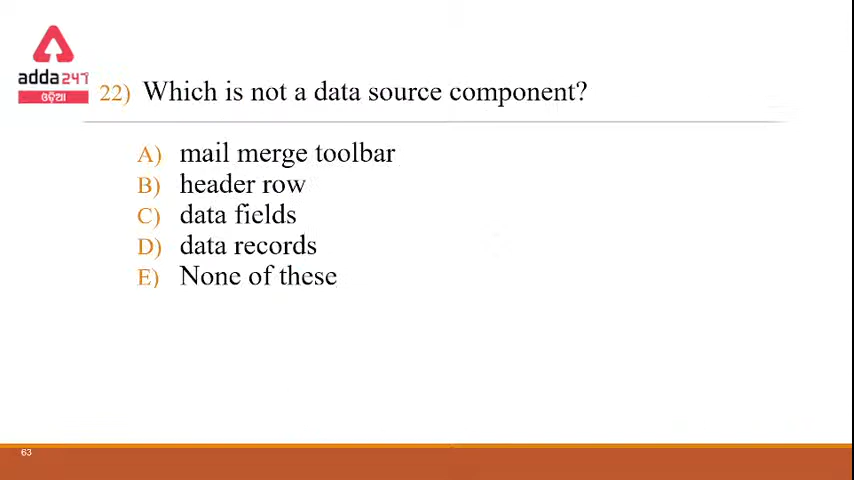 adda247
ଓଡ଼ିଆ
22) Which is not a data source component?
A) mail merge toolbar
B) header row
C) data fields
D) data records
E) None of these
63